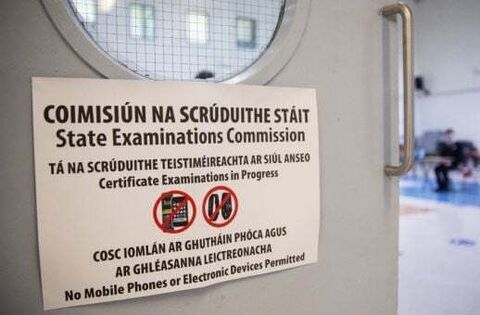 COIMISIÚN NA SCRÚDUITHE STÁIT
State Examinations Commission
TÁ NA SCRÚDUITHE TEISTIMÉIREACHTA AR SIÚL ANSEO
Certificate Examinations in Progress
COSC IOMLÁN AR GHUTHÁIN PHÓCA AGUS
AR GHLÉASANNA LEICTREONACHA
No Mobile Phones or Electronic Devices Permitted